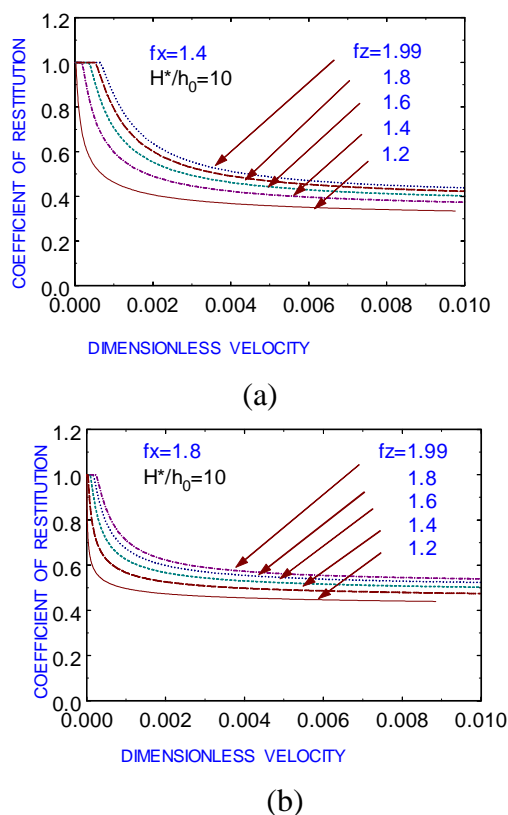 1.2
fx=1.4
fz=1.99
H*/h₀=10
1.8
1.0
1.6
0.8
1.4
1.2
0.6
0.4
0.2
0.0
COEFFICIENT OF RESTITUTION
0.000 0.002 0.004 0.006 0.008 0.010
DIMENSIONLESS VELOCITY
(a)
1.2
fx=1.8
fz=1.99
H*/h₀=10
1.8
1.0
1.6
1.4
0.8
1.2
0.6
0.4
0.2
0.0
COEFFICIENT OF RESTITUTION
0.000 0.002 0.004 0.006 0.008 0.010
DIMENSIONLESS VELOCITY
(b)